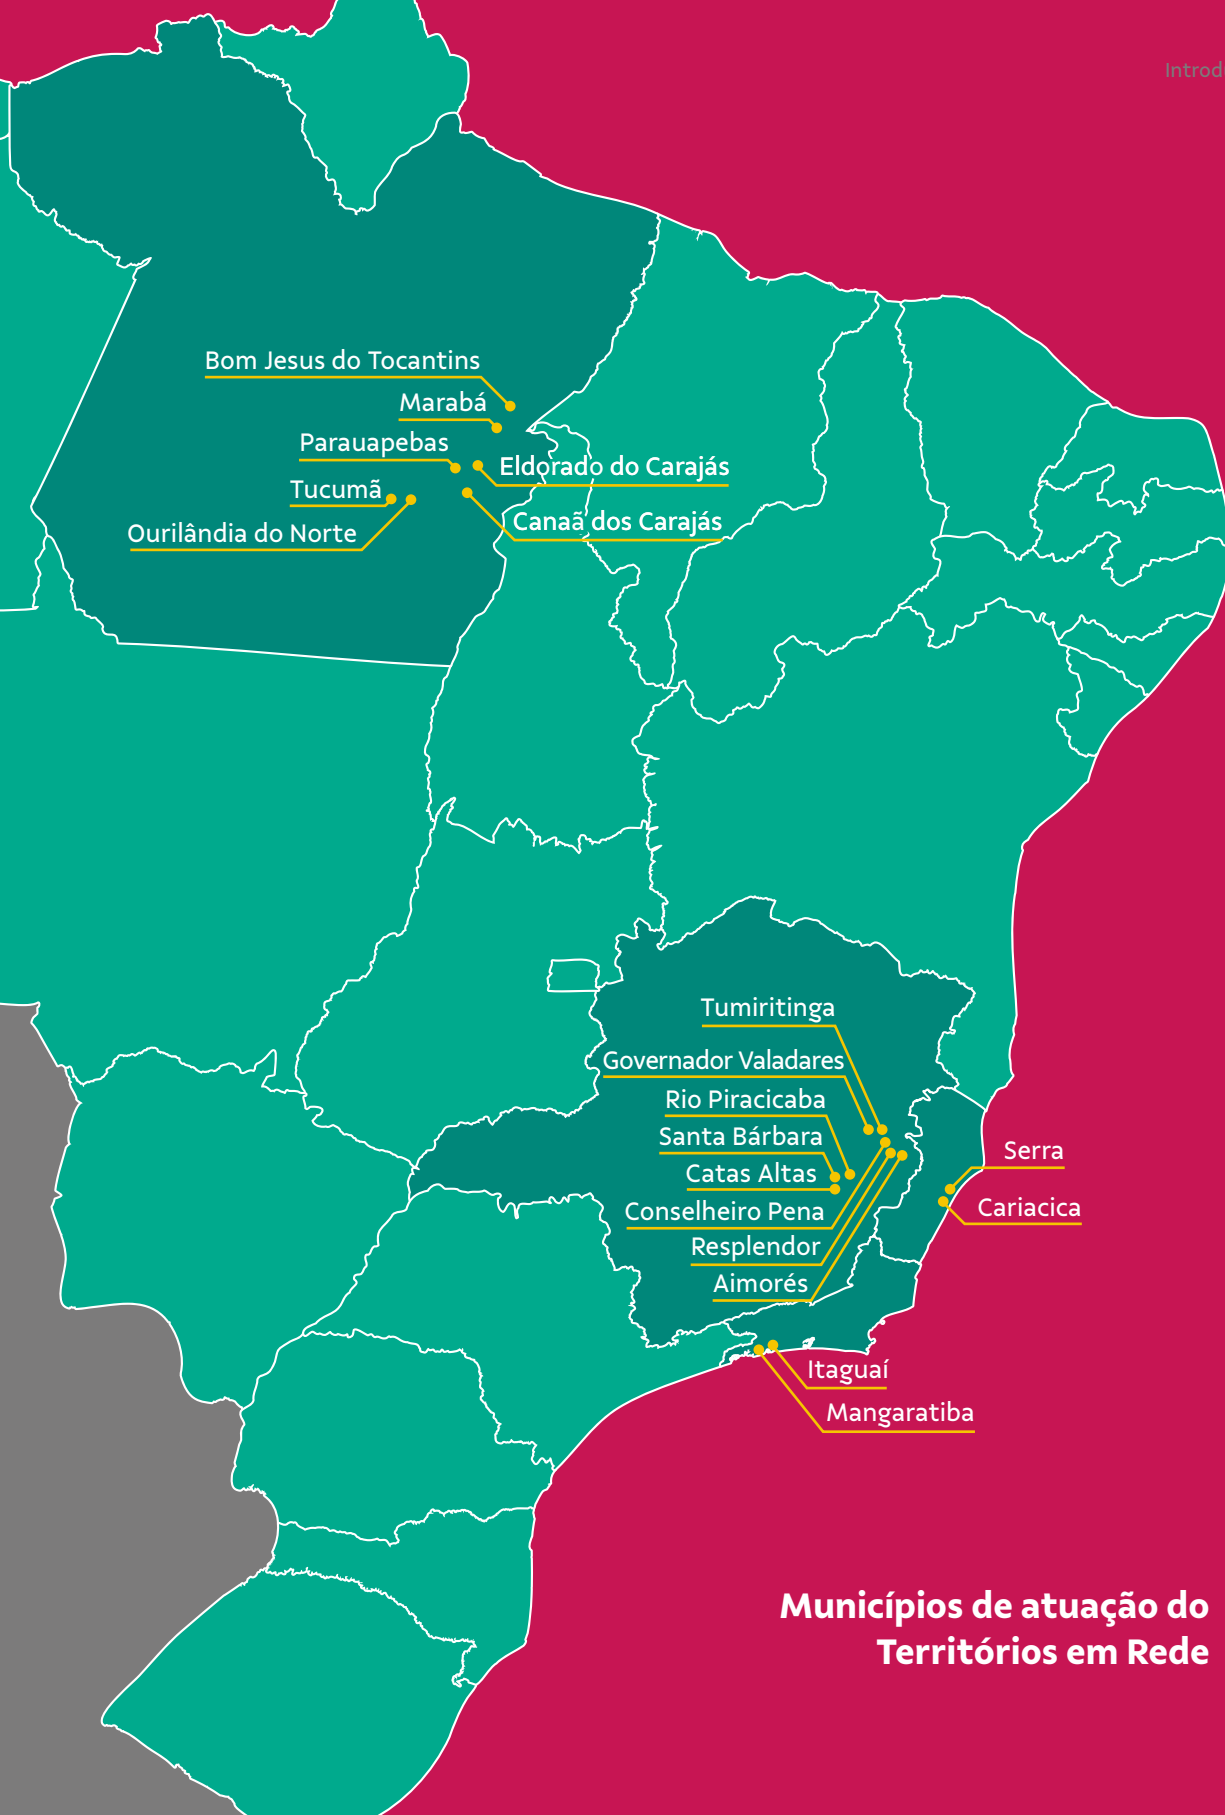 Introd
Bom Jesus do Tocantins
Marabá
Parauapebas
Eldorado do Carajás
Tucumã
Canaã dos Carajás
Ourilândia do Norte
Tumiritinga
Governador Valadares
Rio Piracicaba
Santa Bárbara
Serra
Catas Altas
Cariacica
Conselheiro Pena
Resplendor
Aimorés
Itaguaí
Mangaratiba
Municípios de atuação do
Territórios em Rede